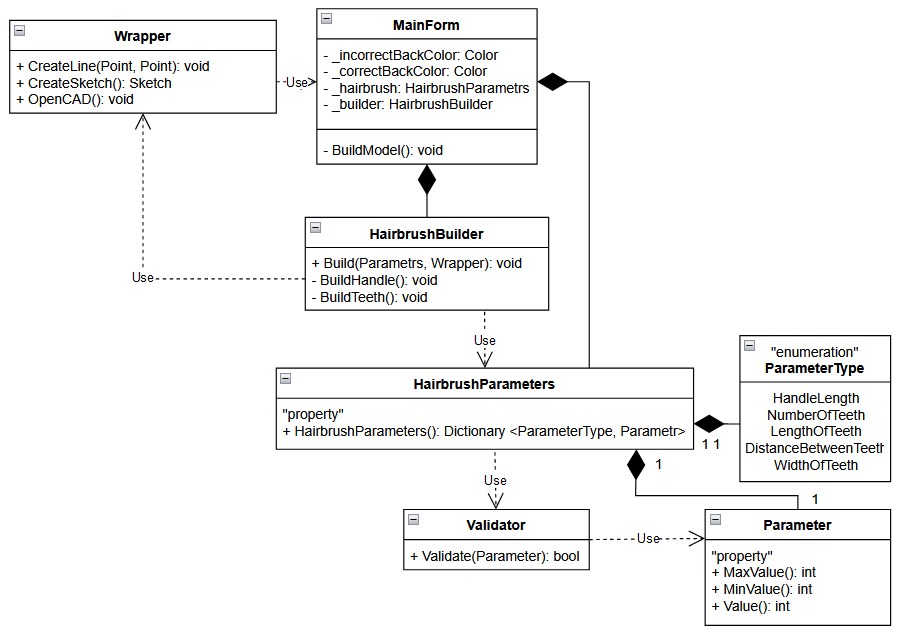 Wrapper
+ CreateLine(Point, Point): void
+ CreateSketch(): Sketch
+ OpenCAD(): void
Use
MainForm
- _incorrectBackColor: Color
- _correctBackColor: Color
- _hairbrush: HairbrushParametrs
- _builder: HairbrushBuilder
- BuildModel(): void
HairbrushBuilder
+ Build(Parametrs, Wrapper): void
- BuildHandle(): void
- BuildTeeth(): void
Use
Use
HairbrushParameters
"property"
+ HairbrushParameters(): Dictionary <ParameterType, Parametr>
"enumeration"
ParameterType
HandleLength
NumberOfTeeth
LengthOfTeeth
DistanceBetweenTeeth
WidthOfTeeth
1 1
1
1
Use
Validator
+ Validate(Parameter): bool
Use
Parameter
"property"
+ MaxValue(): int
+ MinValue(): int
+ Value(): int